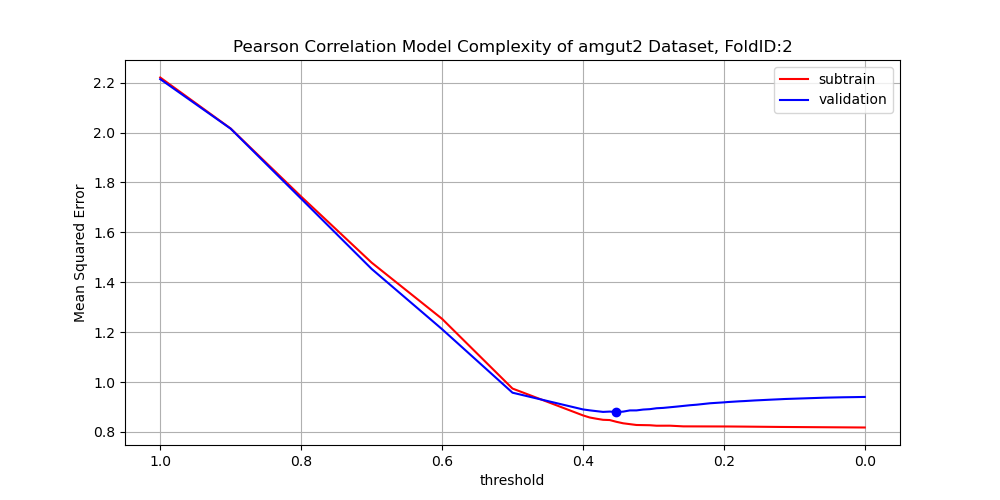 Pearson Correlation Model Complexity of amgut2 Dataset, FoldID:2
subtrain
validation
Mean Squared Error
2.2
2.0
1.8
1.6
1.4
1.2
1.0
0.8
1.0 0.8 0.6 0.4 0.2 0.0
threshold